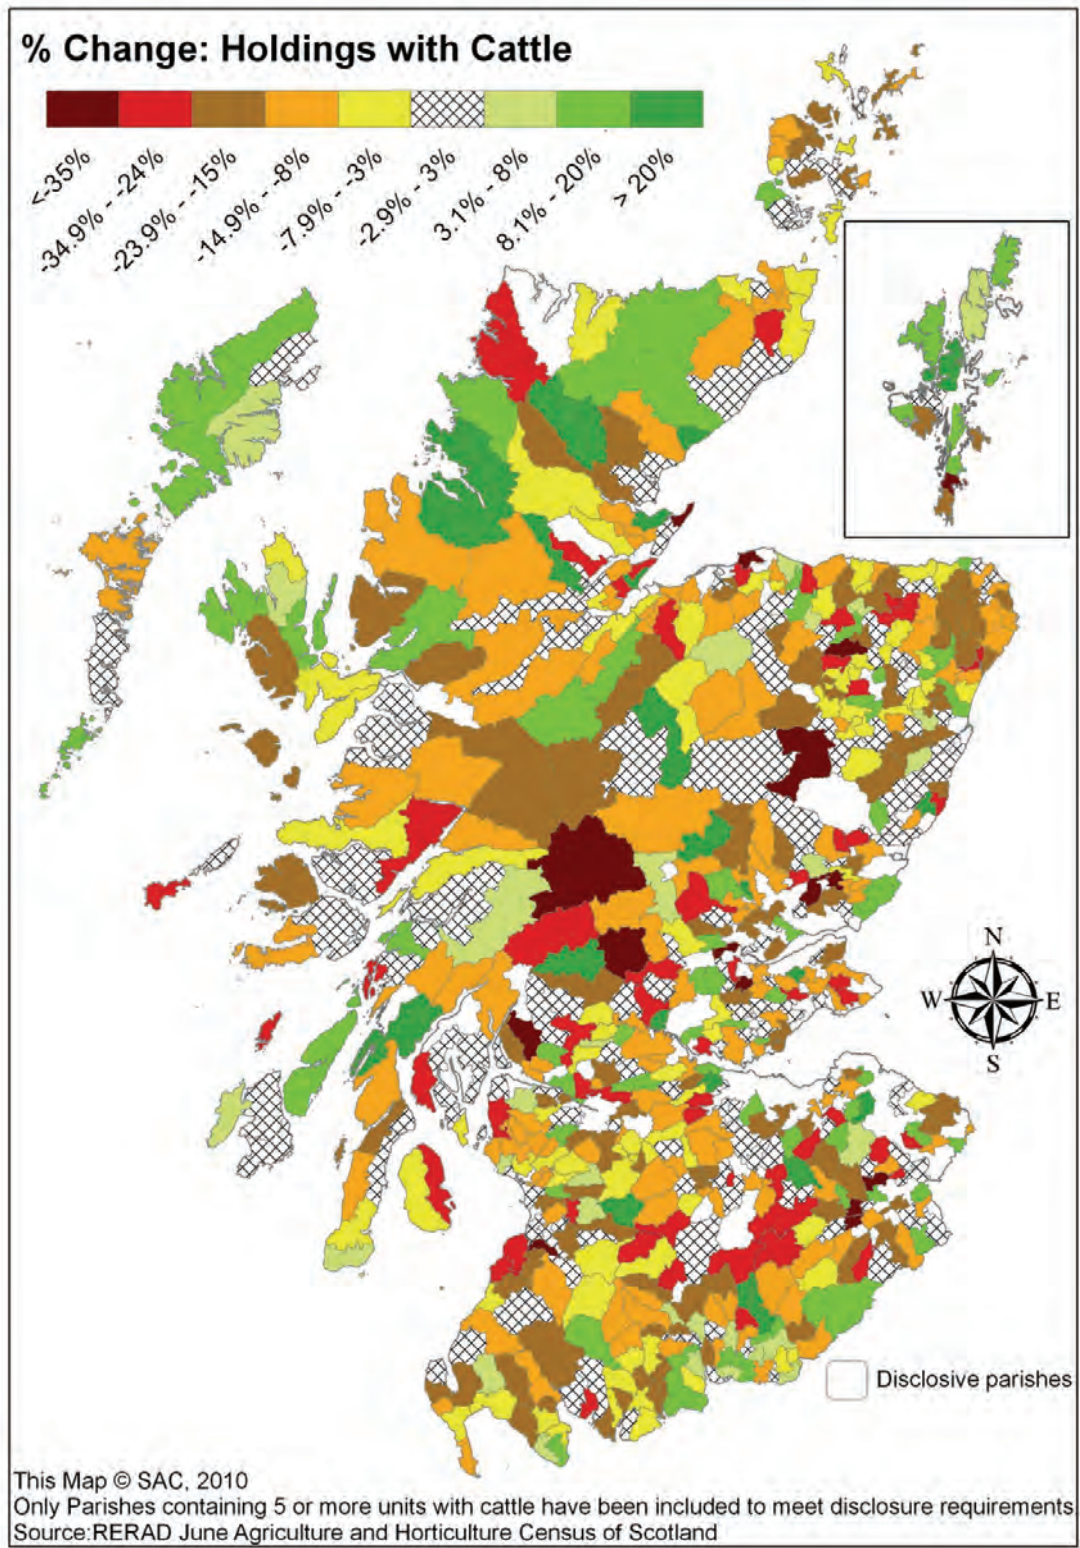 % Change: Holdings with Cattle
<-35%
-34.9% - -24%
-23.9% - -15%
-14.9% - -8%
-7.9% - -3%
-2.9% - 3%
3.1% - 8%
8.1% - 20%
> 20%
N
W E
S
Disclosive parishes
This Map © SAC, 2010
Only Parishes containing 5 or more units with cattle have been included to meet disclosure requirements.
Source:RERAD June Agriculture and Horticulture Census of Scotland